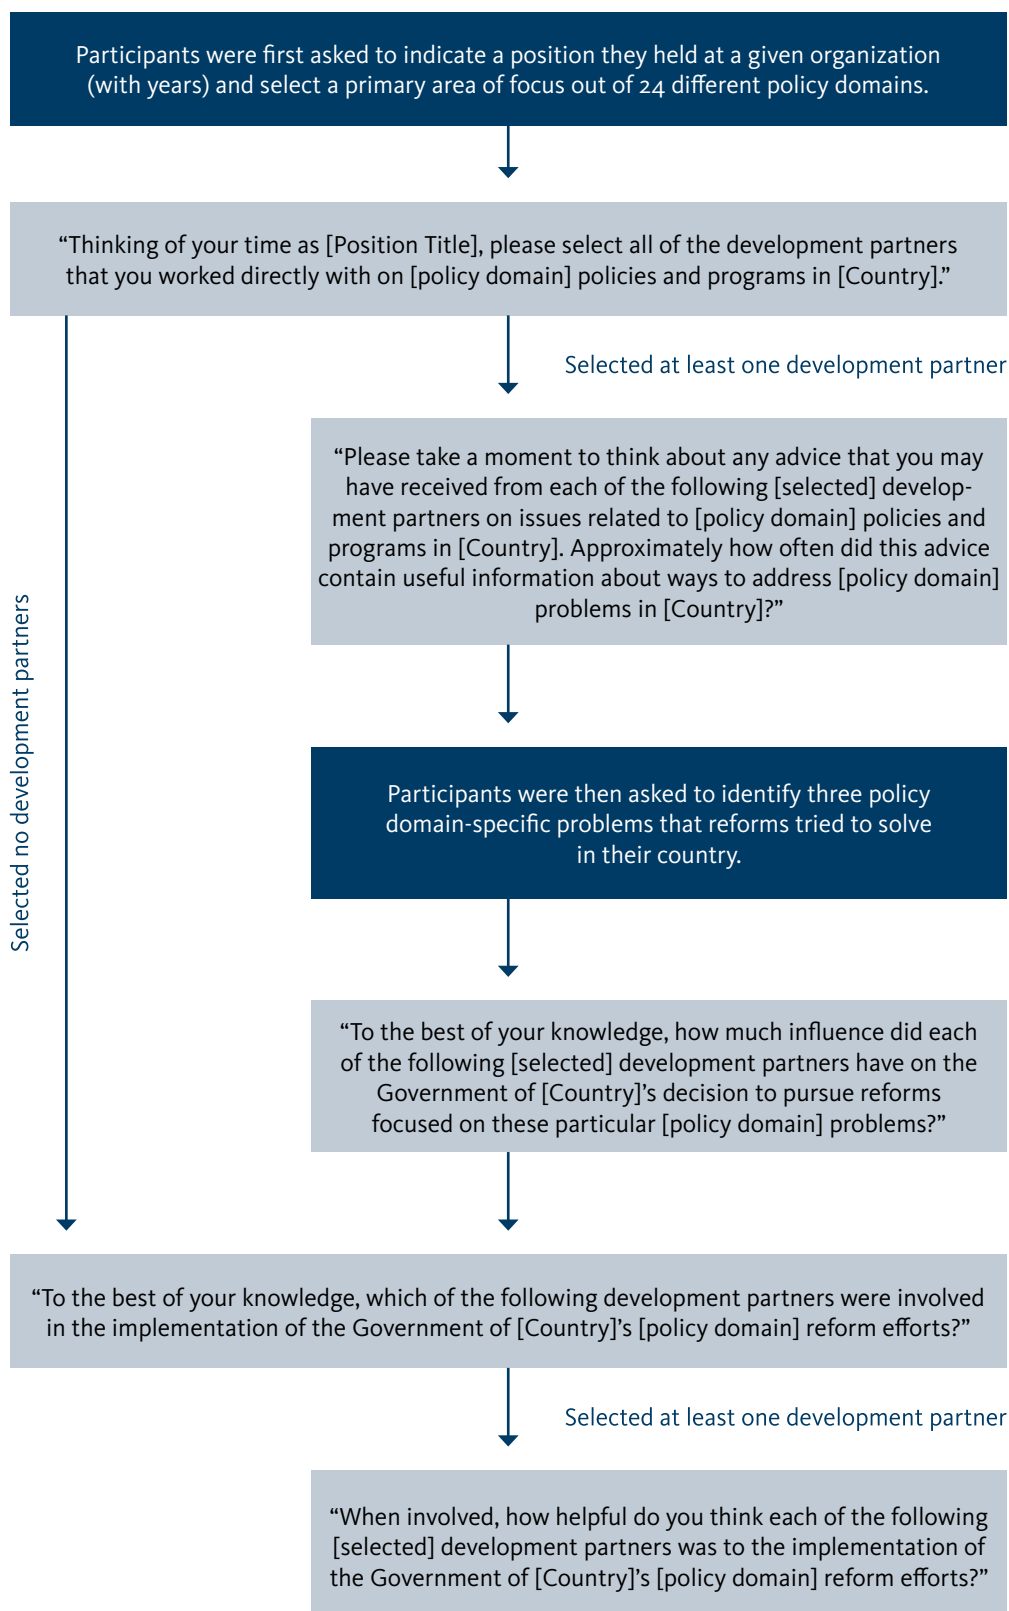 Participants were first asked to indicate a position they held at a given organization
(with years) and select a primary area of focus out of 24 different policy domains.
“Thinking of your time as [Position Title], please select all of the development partners
that you worked directly with on [policy domain] policies and programs in [Country].”
Selected at least one development partner
“Please take a moment to think about any advice that you may
have received from each of the following [selected] develop-
ment partners on issues related to [policy domain] policies and
programs in [Country]. Approximately how often did this advice
contain useful information about ways to address [policy domain]
problems in [Country]?”
Selected no development partners
Participants were then asked to identify three policy
domain-specific problems that reforms tried to solve
in their country.
“To the best of your knowledge, how much influence did each
of the following [selected] development partners have on the
Government of [Country]’s decision to pursue reforms
focused on these particular [policy domain] problems?”
“To the best of your knowledge, which of the following development partners were involved
in the implementation of the Government of [Country]'s [policy domain] reform efforts?”
Selected at least one development partner
“When involved, how helpful do you think each of the following
[selected] development partners was to the implementation of
the Government of [Country]’s [policy domain] reform efforts?”